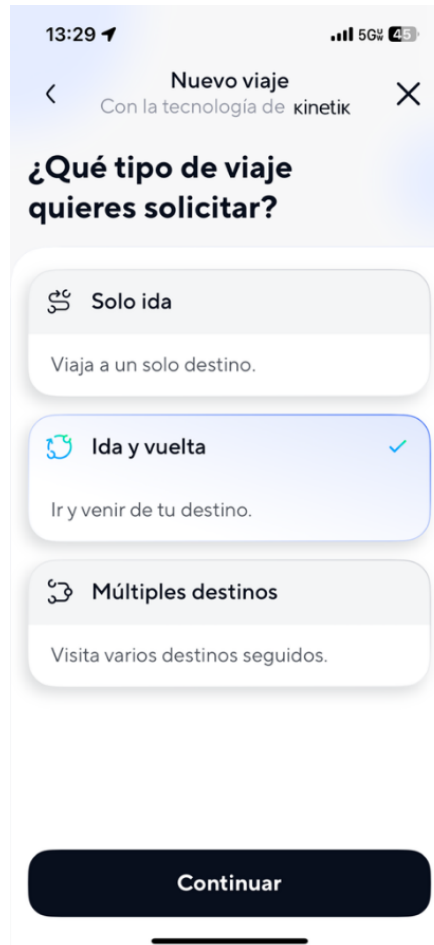 13:29
5G UW 45
Nuevo viaje
Con la tecnología de kinetik
¿Qué tipo de viaje
quieres solicitar?
Solo ida
Viaja a un solo destino.
Ida y vuelta
Ir y venir de tu destino.
Múltiples destinos
Visita varios destinos seguidos.
Continuar